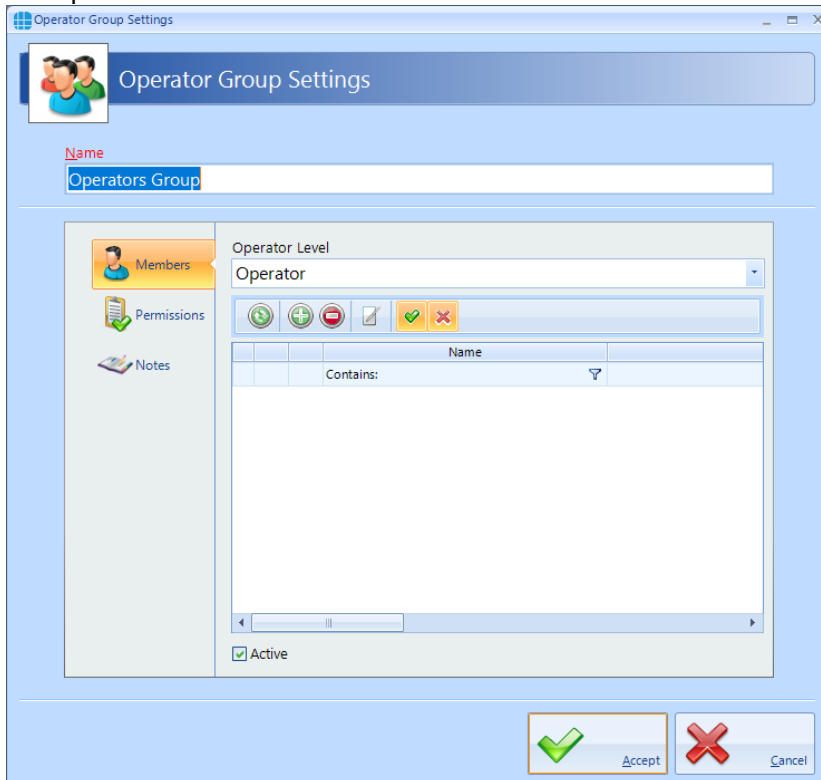 Operator Group Settings
Operator Group Settings
Name
Operators Group
Members
Permissions
Notes
Operator Level
Operator
Name
Contains:
Active
Accept
Cancel